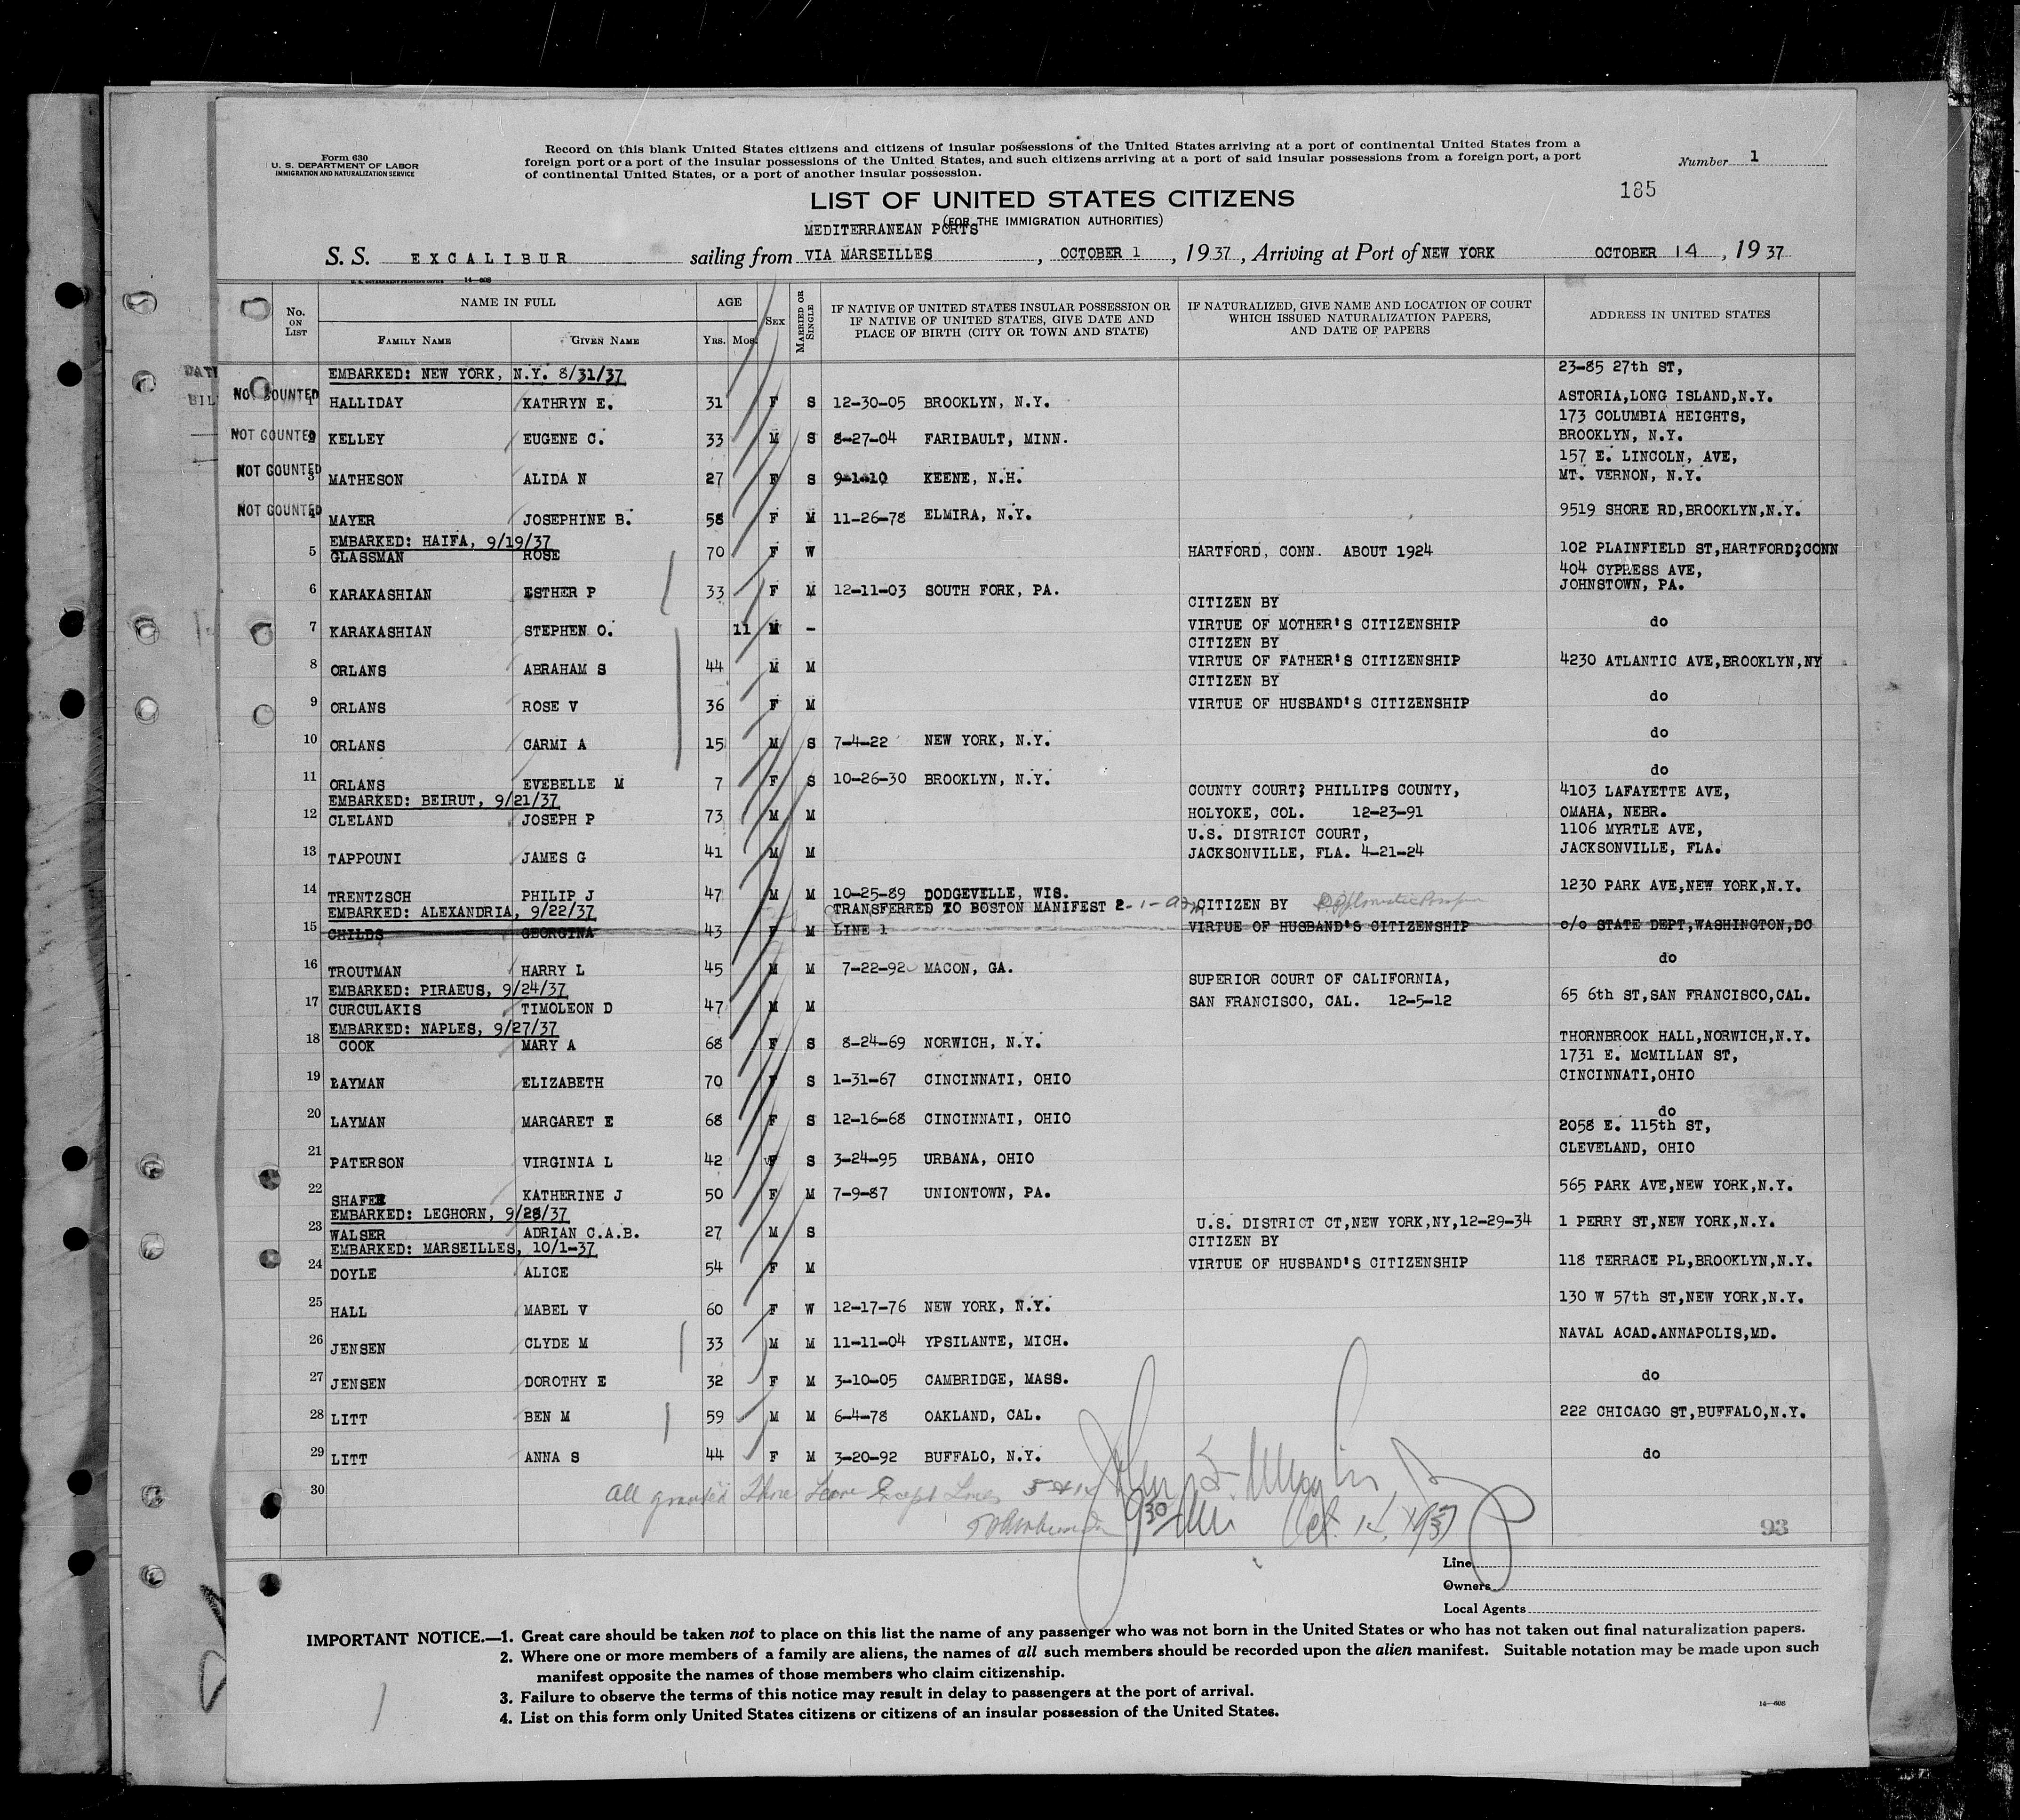 Form 630
U. S. DEPARTMENT OF LABOR
IMMIGRATION AND NATURALIZATION SERVICE
Record on this blank United States citizens and citizens of insular possessions of the United States arriving at a port of continental United States from a
foreign port or a port of the insular possessions of the United States, and such citizens arriving at a port of said insular possessions from a foreign port, a port
of continental United States, or a port of another insular possession.
Number 1
185
LIST OF UNITED STATES CITIZENS
(FOR THE IMMIGRATION AUTHORITIES)
MEDITERRANEAN PORTS
S. S. EXCALIBUR sailing from VIA MARSEILLES, OCTOBER 1, 1937, Arriving at Port of NEW YORK OCTOBER 14, 1937
U. S. GOVERNMENT PRINTING OFFICE 14—608
No. ON LIST
NAME IN FULL
FAMILY NAME GIVEN NAME
AGE
YRS. MOS.
SEX
MARRIED OR SINGLE
IF NATIVE OF UNITED STATES INSULAR POSSESSION OR
IF NATIVE OF UNITED STATES, GIVE DATE AND
PLACE OF BIRTH (CITY OR TOWN AND STATE)
IF NATURALIZED, GIVE NAME AND LOCATION OF COURT
WHICH ISSUED NATURALIZATION PAPERS,
AND DATE OF PAPERS
ADDRESS IN UNITED STATES
EMBARKED: NEW YORK, N.Y. 8/31/37
23-85 27th ST,
NOT COUNTED 1 HALLIDAY KATHRYN E. 31 F S 12-30-05 BROOKLYN, N.Y. ASTORIA,LONG ISLAND,N.Y.
173 COLUMBIA HEIGHTS,
NOT COUNTED 2 KELLEY EUGENE C. 33 M S 8-27-04 FARIBAULT, MINN. BROOKLYN, N.Y.
157 E. LINCOLN, AVE,
NOT COUNTED 3 MATHESON ALIDA N 27 F S 9-1-10 KEENE, N.H. MT. VERNON, N.Y.
NOT COUNTED 4 MAYER JOSEPHINE B. 58 F M 11-26-78 ELMIRA, N.Y. 9519 SHORE RD,BROOKLYN,N.Y.
EMBARKED: HAIFA, 9/19/37
5 GLASSMAN ROSE 70 F W HARTFORD, CONN. ABOUT 1924 102 PLAINFIELD ST,HARTFORD,CONN
404 CYPRESS AVE,
6 KARAKASHIAN ESTHER P 33 F M 12-11-03 SOUTH FORK, PA. JOHNSTOWN, PA.
CITIZEN BY
7 KARAKASHIAN STEPHEN O. 11 M - VIRTUE OF MOTHER'S CITIZENSHIP do
CITIZEN BY
8 ORLANS ABRAHAM S 44 M M VIRTUE OF FATHER'S CITIZENSHIP 4230 ATLANTIC AVE,BROOKLYN,NY
CITIZEN BY
9 ORLANS ROSE V 36 F M VIRTUE OF HUSBAND'S CITIZENSHIP do
10 ORLANS CARMI A 15 M S 7-4-22 NEW YORK, N.Y. do
11 ORLANS EVEBELLE M 7 F S 10-26-30 BROOKLYN, N.Y. do
EMBARKED: BEIRUT, 9/21/37
COUNTY COURT, PHILLIPS COUNTY, 4103 LAFAYETTE AVE,
12 CLELAND JOSEPH P 73 M M HOLYOKE, COL. 12-23-91 OMAHA, NEBR.
U.S. DISTRICT COURT, 1106 MYRTLE AVE,
13 TAPPOUNI JAMES G 41 M M JACKSONVILLE, FLA. 4-21-24 JACKSONVILLE, FLA.
14 TRENTZSCH PHILIP J 47 M M 10-25-89 DODGEVELLE, WIS. 1230 PARK AVE,NEW YORK,N.Y.
EMBARKED: ALEXANDRIA, 9/22/37
TRANSFERRED TO BOSTON MANIFEST 2 CITIZEN BY
15 CHILDS GEORGINA 43 F M LINE 1 VIRTUE OF HUSBAND'S CITIZENSHIP c/o STATE DEPT,WASHINGTON,DC
16 TROUTMAN HARRY L 45 M M 7-22-92 MACON, GA. do
EMBARKED: PIRAEUS, 9/24/37
SUPERIOR COURT OF CALIFORNIA,
17 CURCULAKIS TIMOLEON D 47 M M SAN FRANCISCO, CAL. 12-5-12 65 6th ST,SAN FRANCISCO,CAL.
EMBARKED: NAPLES, 9/27/37
18 COOK MARY A 68 F S 8-24-69 NORWICH, N.Y. THORNBROOK HALL,NORWICH,N.Y.
1731 E. McMILLAN ST,
19 LAYMAN ELIZABETH 70 F S 1-31-67 CINCINNATI, OHIO CINCINNATI,OHIO
20 LAYMAN MARGARET E 68 F S 12-16-68 CINCINNATI, OHIO do
2058 E. 115th ST,
21 PATERSON VIRGINIA L 42 F S 3-24-95 URBANA, OHIO CLEVELAND, OHIO
22 SHAFER KATHERINE J 50 F M 7-9-87 UNIONTOWN, PA. 565 PARK AVE,NEW YORK,N.Y.
EMBARKED: LEGHORN, 9/28/37
23 WALSER ADRIAN C.A.B. 27 M S U.S. DISTRICT CT,NEW YORK,NY,12-29-34 1 PERRY ST,NEW YORK,N.Y.
EMBARKED: MARSEILLES, 10/1-37
CITIZEN BY
24 DOYLE ALICE 54 F M VIRTUE OF HUSBAND'S CITIZENSHIP 118 TERRACE PL,BROOKLYN,N.Y.
25 HALL MABEL V 60 F W 12-17-76 NEW YORK, N.Y. 130 W 57th ST,NEW YORK,N.Y.
26 JENSEN CLYDE M 33 M M 11-11-04 YPSILANTE, MICH. NAVAL ACAD.ANNAPOLIS,MD.
27 JENSEN DOROTHY E 32 F M 3-10-05 CAMBRIDGE, MASS. do
28 LITT BEN M 59 M M 6-4-78 OAKLAND, CAL. 222 CHICAGO ST,BUFFALO,N.Y.
29 LITT ANNA S 44 F M 3-20-92 BUFFALO, N.Y. do
30
All granted Shore Leave Except Lines
930 Oct. 14, 1937
93
Line
Owners
Local Agents
IMPORTANT NOTICE.—1. Great care should be taken not to place on this list the name of any passenger who was not born in the United States or who has not taken out final naturalization papers.
2. Where one or more members of a family are aliens, the names of all such members should be recorded upon the alien manifest. Suitable notation may be made upon such
manifest opposite the names of those members who claim citizenship.
3. Failure to observe the terms of this notice may result in delay to passengers at the port of arrival.
4. List on this form only United States citizens or citizens of an insular possession of the United States.
14—608